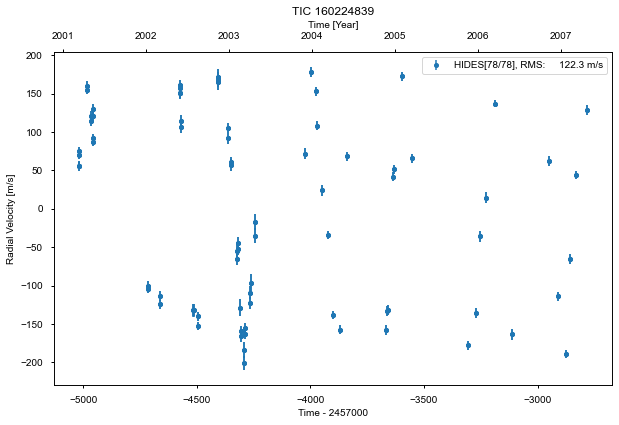 TIC 160224839
Time [Year]
2001 2002 2003 2004 2005 2006 2007
HIDES[78/78], RMS: 122.3 m/s
Radial Velocity [m/s]
200
150
100
50
0
−50
−100
−150
−200
−5000 −4500 −4000 −3500 −3000
Time - 2457000